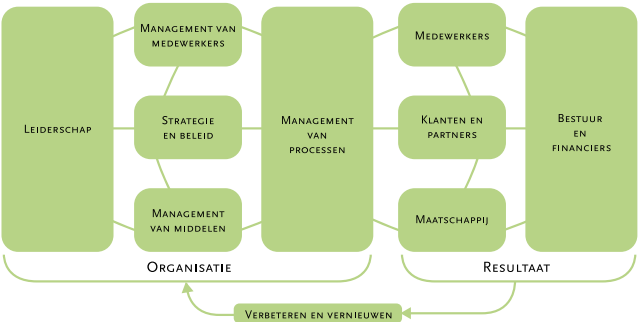 Leiderschap
Management van
medewerkers
Strategie
en beleid
Management
van middelen
Management
van
processen
Medewerkers
Klanten en
partners
Maatschappij
Bestuur
en
financiers
Organisatie
Resultaat
Verbeteren en vernieuwen